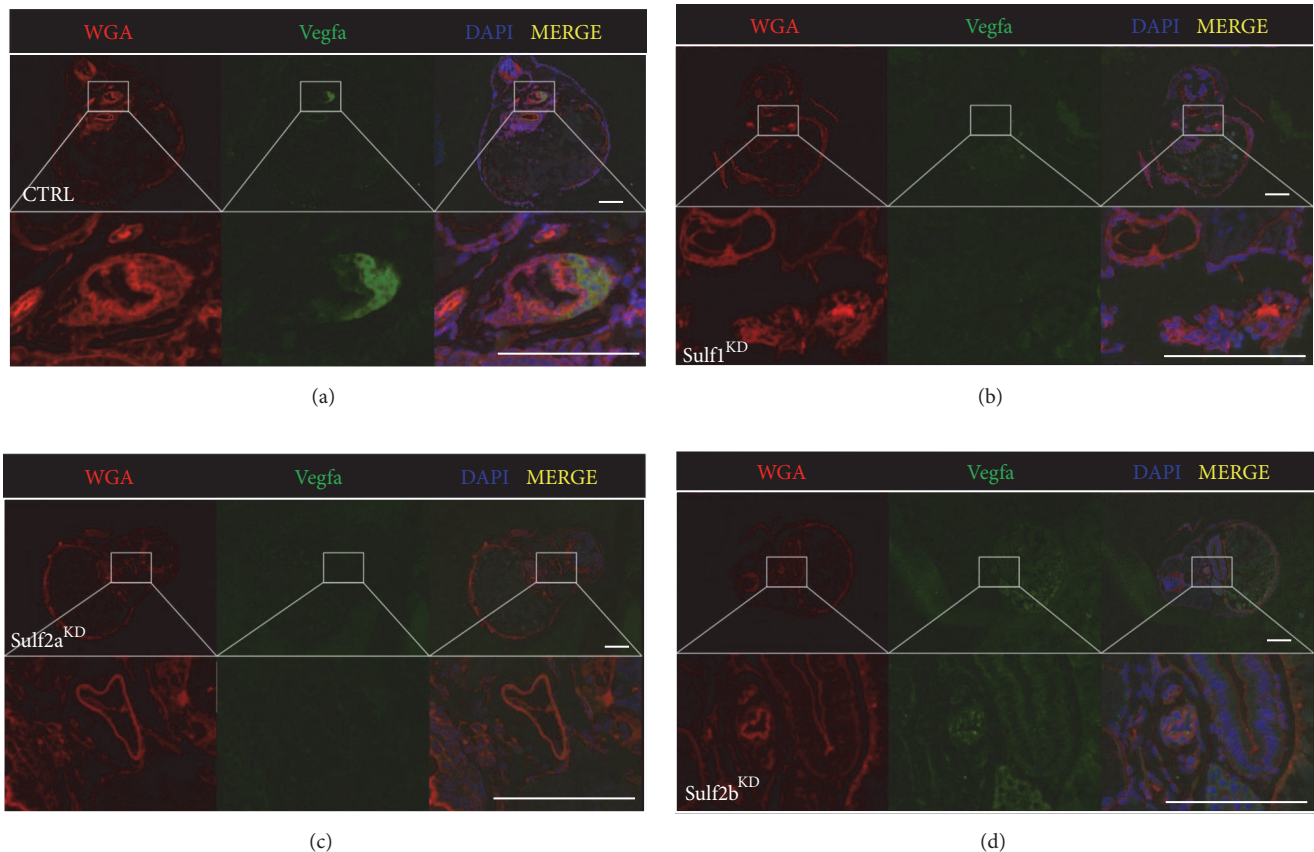 WGA Vegfa DAPI MERGE
CTRL
(a)
WGA Vegfa DAPI MERGE
Sulf1KD
(b)
WGA Vegfa DAPI MERGE
Sulf2aKD
(c)
WGA Vegfa DAPI MERGE
Sulf2bKD
(d)